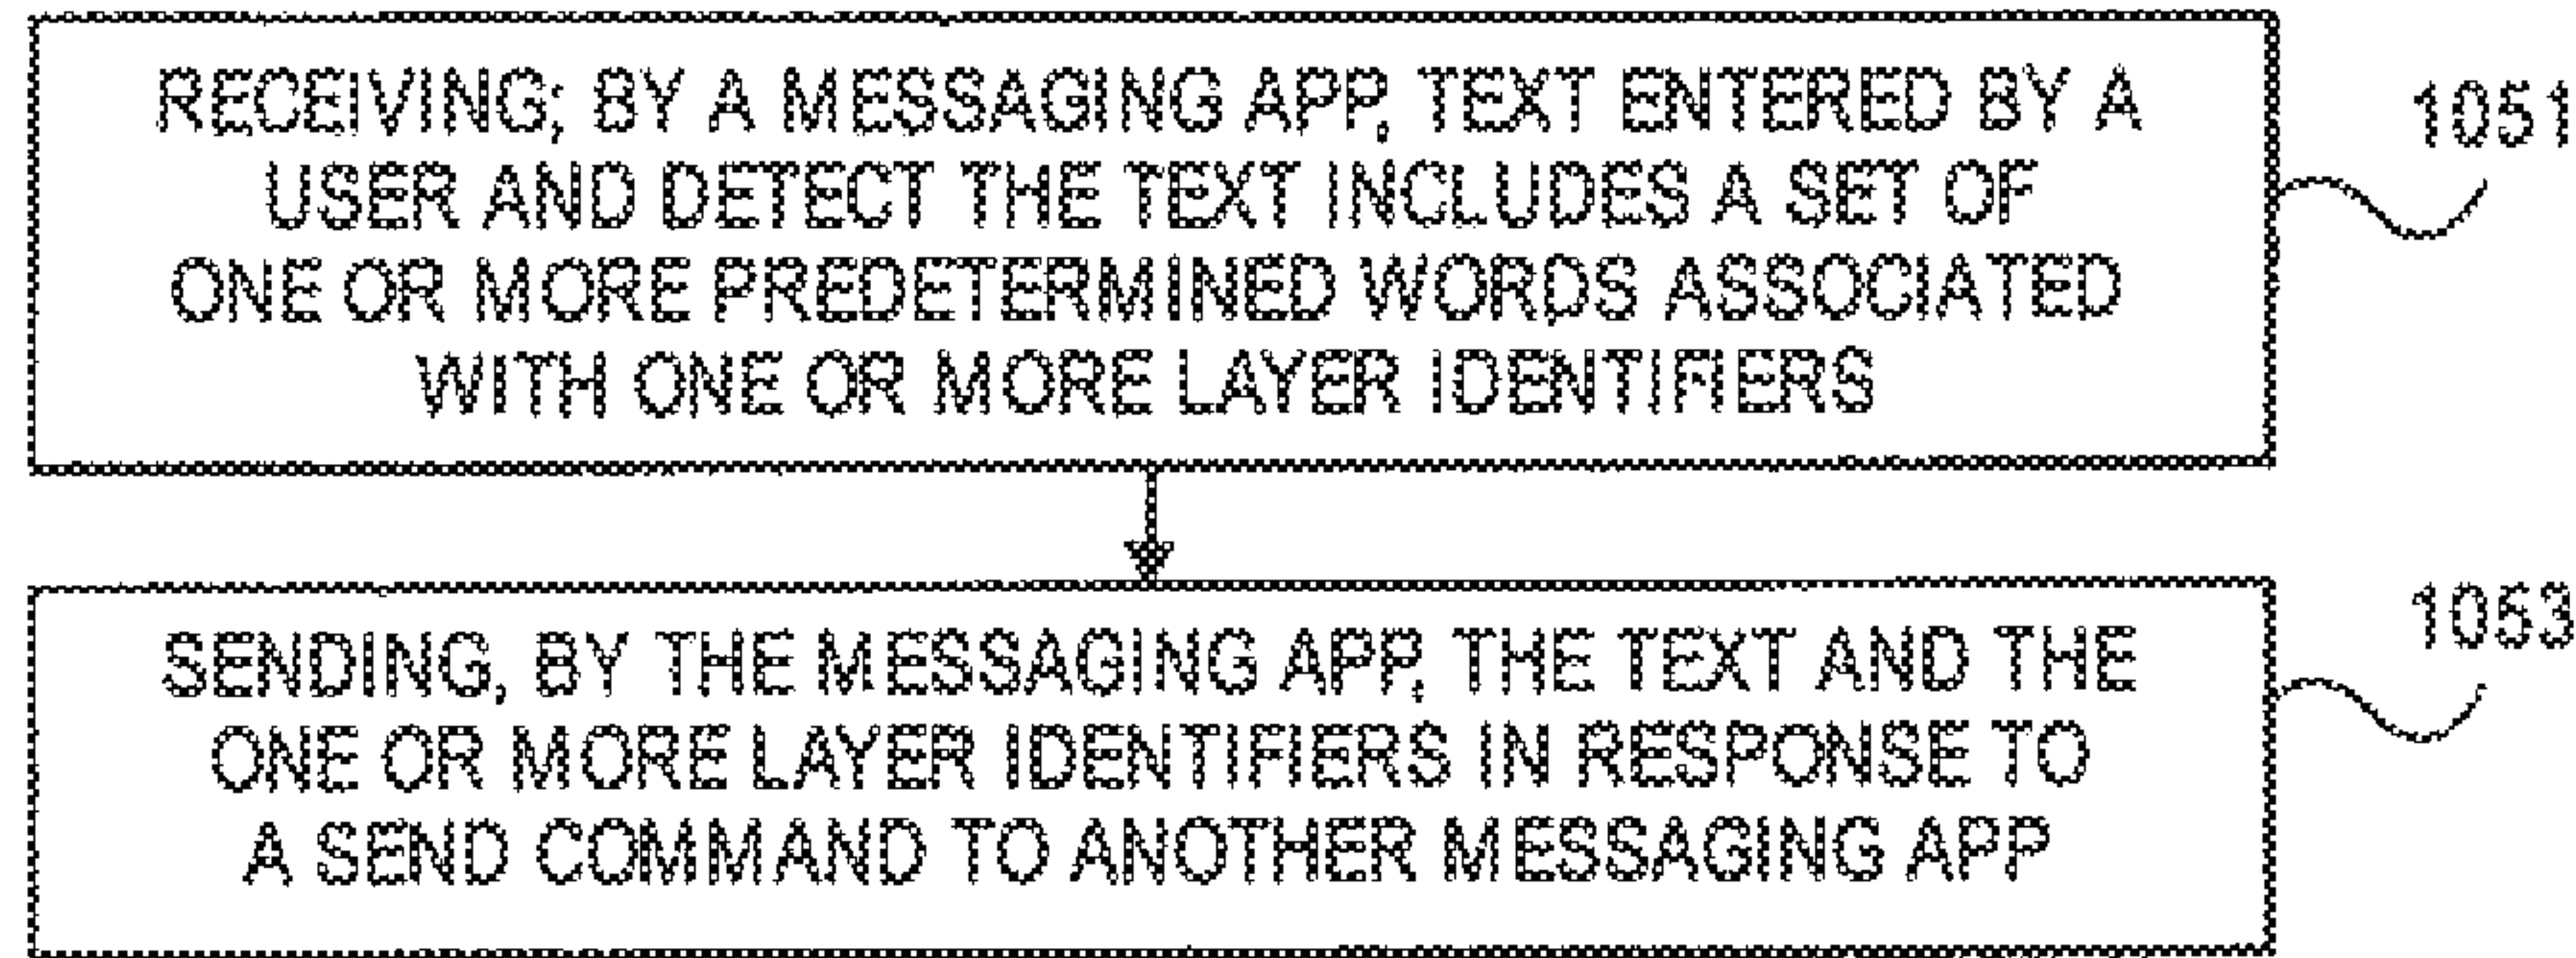 RECEIVING; BY A MESSAGING APP, TEXT ENTERED BY A
USER AND DETECT THE TEXT INCLUDES A SET OF
ONE OR MORE PREDETERMINED WORDS ASSOCIATED
WITH ONE OR MORE LAYER IDENTIFIERS
1051
SENDING, BY THE MESSAGING APP, THE TEXT AND THE
ONE OR MORE LAYER IDENTIFIERS IN RESPONSE TO
A SEND COMMAND TO ANOTHER MESSAGING APP
1053